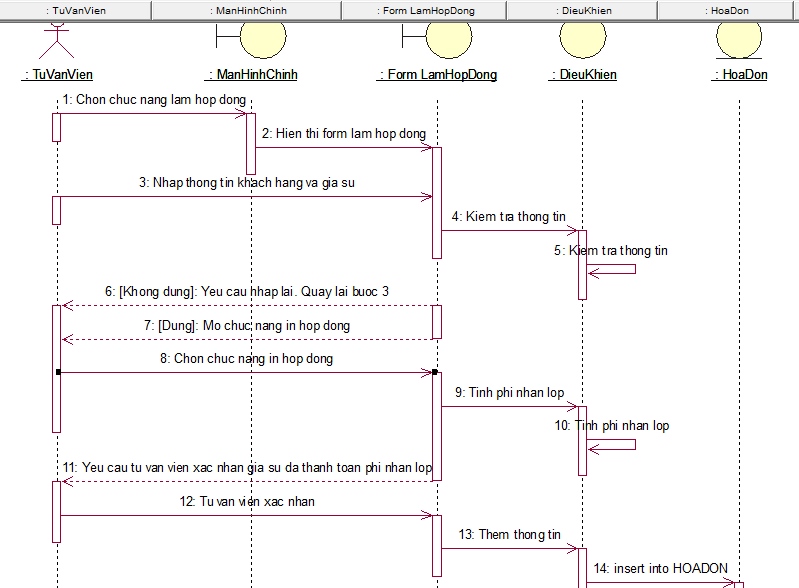 : TuVanVien
: ManHinhChinh
: Form LamHopDong
: DieuKhien
: HoaDon
: TuVanVien
: ManHinhChinh
: Form LamHopDong
: DieuKhien
: HoaDon
1: Chon chuc nang lam hop dong
2: Hien thi form lam hop dong
3: Nhap thong tin khach hang va gia su
4: Kiem tra thong tin
5: Kiem tra thong tin
6: [Khong dung]: Yeu cau nhap lai. Quay lai buoc 3
7: [Dung]: Mo chuc nang in hop dong
8: Chon chuc nang in hop dong
9: Tinh phi nhan lop
10: Tinh phi nhan lop
11: Yeu cau tu van vien xac nhan gia su da thanh toan phi nhan lop
12: Tu van vien xac nhan
13: Them thong tin
14: insert into HOADON